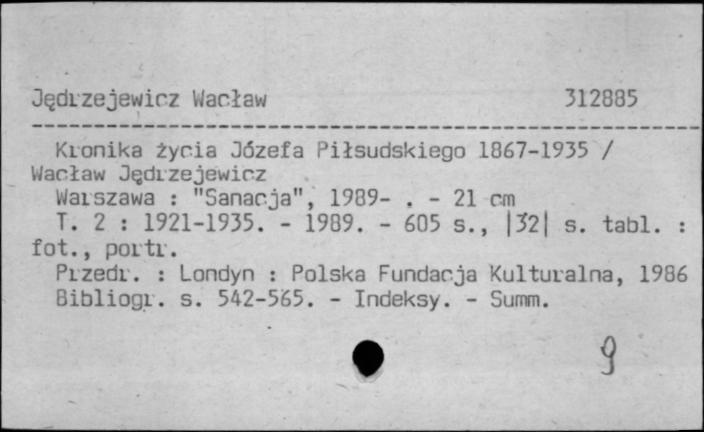 Jędrzejewicz Wacław 312885
Kronika życia Józefa Piłsudskiego 1867-1935 /
Wacław Jędrzejewicz
Warszawa : "Sanacja", 1989- . - 21 cm
T. 2 : 1921-1935. - 1989. - 605 s., |32| s. tabl. :
fot., portr.
Przedr. : Londyn : Polska Fundacja Kulturalna, 1986
Bibliogr. s. 542-565. - Indeksy. - Summ.
9